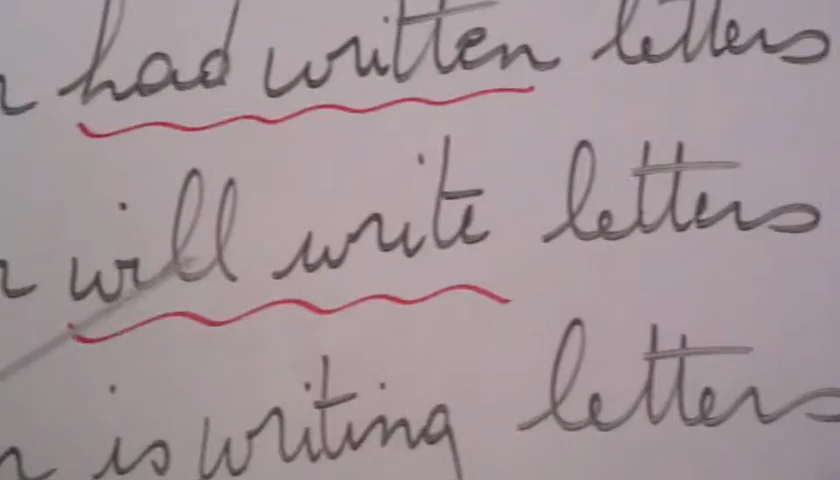 had written letters
will write letters
is writing letters